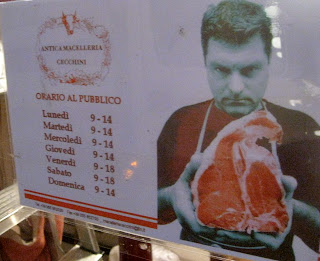 ANTICA MACELLERIA
CECCHINI
ORARIO AL PUBBLICO
Lunedì 9 - 14
Martedì 9 - 14
Mercoledì 9 - 14
Giovedì 9 - 14
Venerdì 9 - 18
Sabato 9 - 18
Domenica 9 - 14